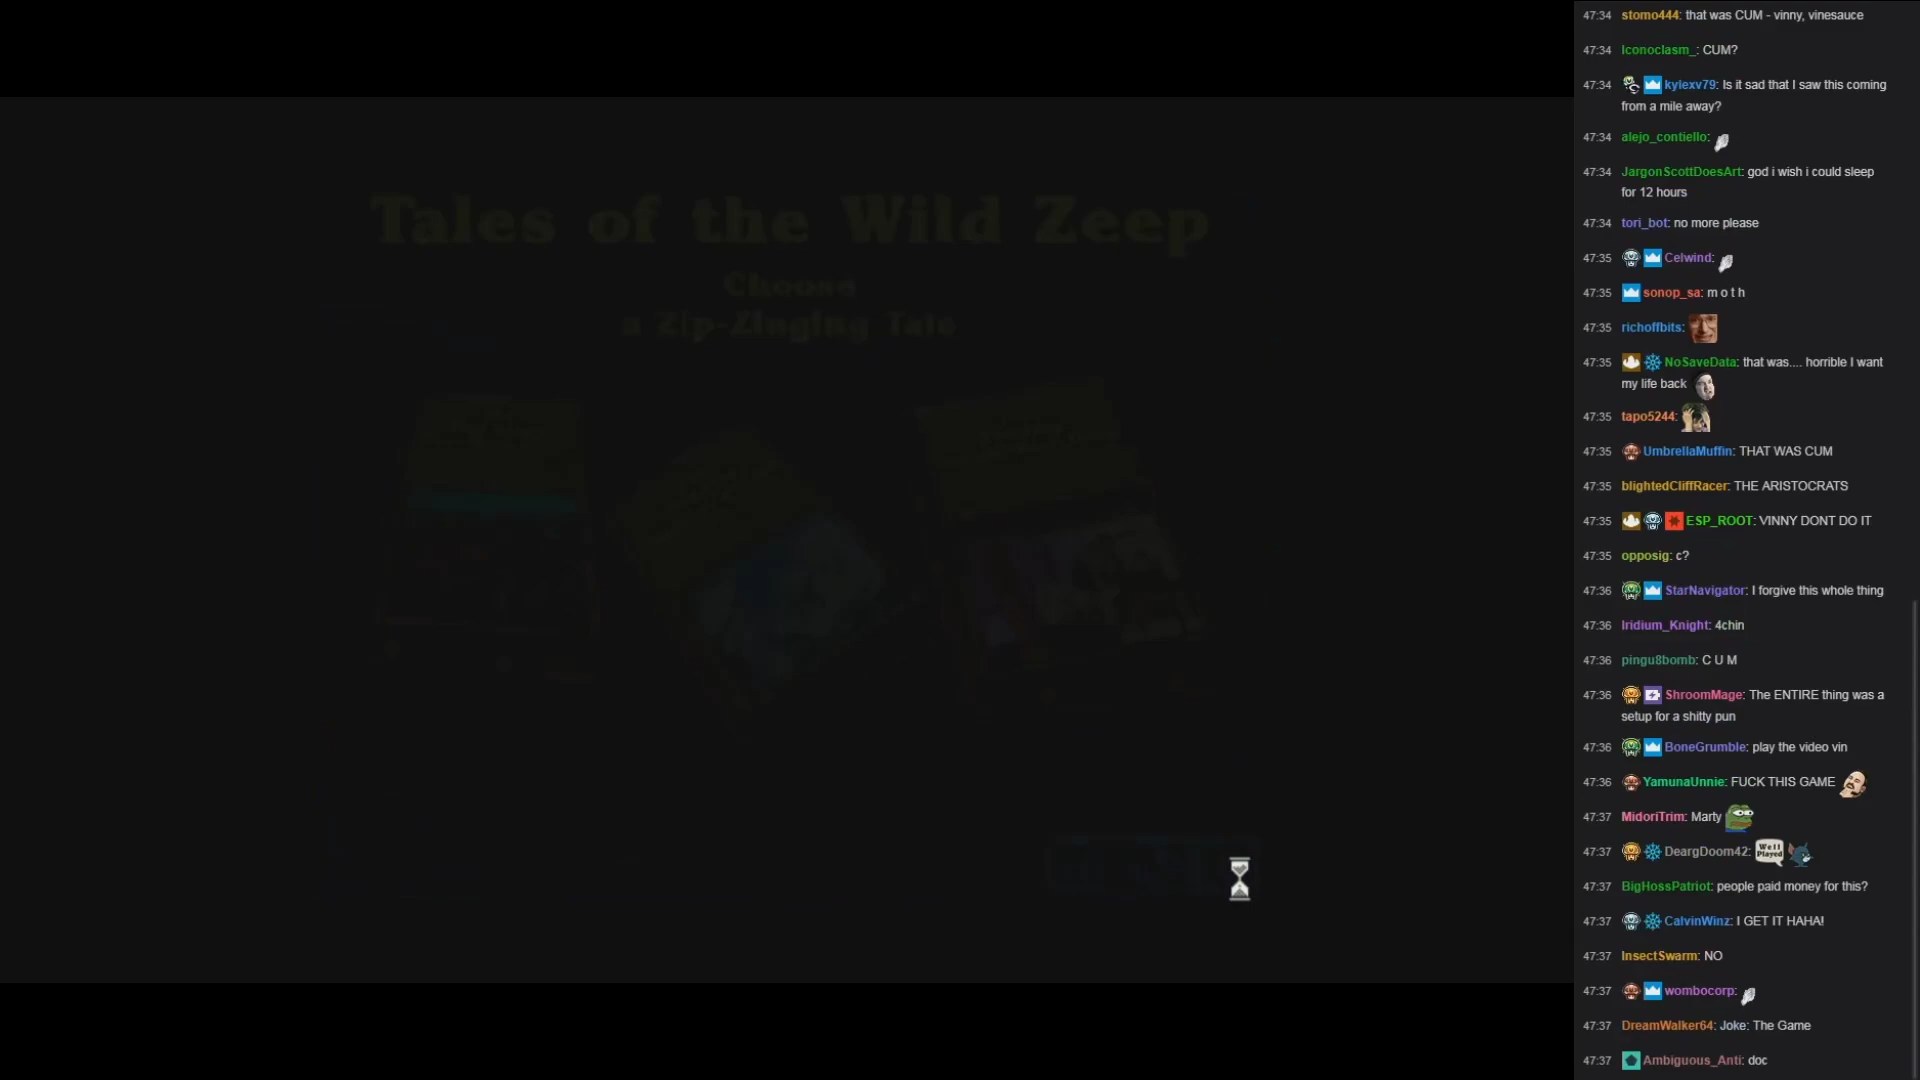 Tales of the Wild Zeep
Choose
a Zip-Zinging Tale
47:34 stomo444: that was CUM - vinny, vinesauce
47:34 Iconoclasm_: CUM?
47:34 kylexv79: Is it sad that I saw this coming
from a mile away?
47:34 alejo_contiello:
47:34 JargonScottDoesArt: god i wish i could sleep
for 12 hours
47:34 tori_bot: no more please
47:35 Celwind:
47:35 sonop_sa: m o t h
47:35 richoffbits:
47:35 NoSaveData: that was.... horrible I want
my life back
47:35 tapo5244:
47:35 UmbrellaMuffin: THAT WAS CUM
47:35 blightedCliffRacer: THE ARISTOCRATS
47:35 ESP_ROOT: VINNY DONT DO IT
47:35 opposig: c?
47:36 StarNavigator: I forgive this whole thing
47:36 Iridium_Knight: 4chin
47:36 pingu8bomb: C U M
47:36 ShroomMage: The ENTIRE thing was a
setup for a shitty pun
47:36 BoneGrumble: play the video vin
47:36 YamunaUnnie: FUCK THIS GAME
47:37 MidoriTrim: Marty
47:37 DeargDoom42: Well Played
47:37 BigHossPatriot: people paid money for this?
47:37 CalvinWinz: I GET IT HAHA!
47:37 InsectSwarm: NO
47:37 wombocorp:
47:37 DreamWalker64: Joke: The Game
47:37 Ambiguous_Anti: doc